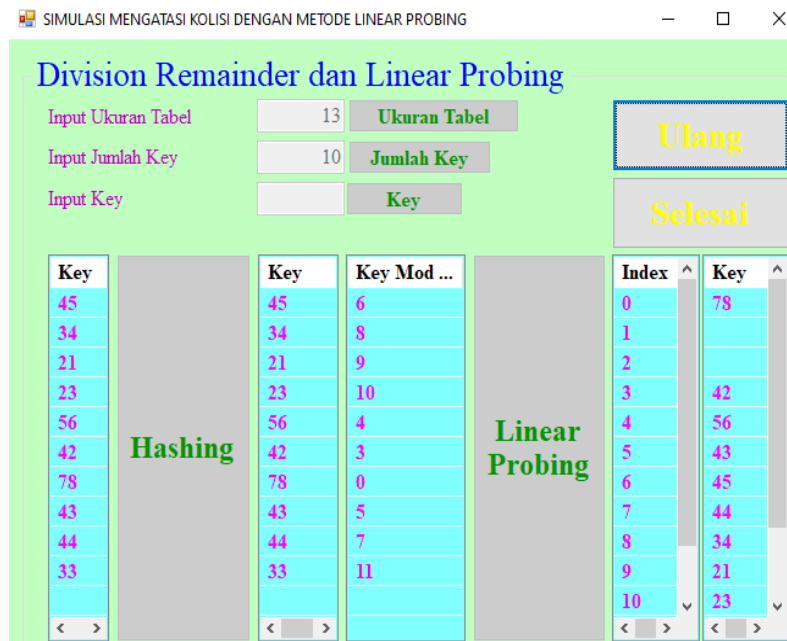 SIMULASI MENGATASI KOLISI DENGAN METODE LINEAR PROBING
Division Remainder dan Linear Probing
Input Ukuran Tabel 13 Ukuran Tabel
Input Jumlah Key 10 Jumlah Key
Input Key Key
Ulang
Selesai
Key Key Key Mod ... Index Key
45 45 6 0 78
34 34 8 1
21 21 9 2
23 23 10 3 42
56 56 4 4 56
42 42 3 5 43
78 78 0 6 45
43 43 5 7 44
44 44 7 8 34
33 33 11 9 21
10 23
Hashing
Linear
Probing